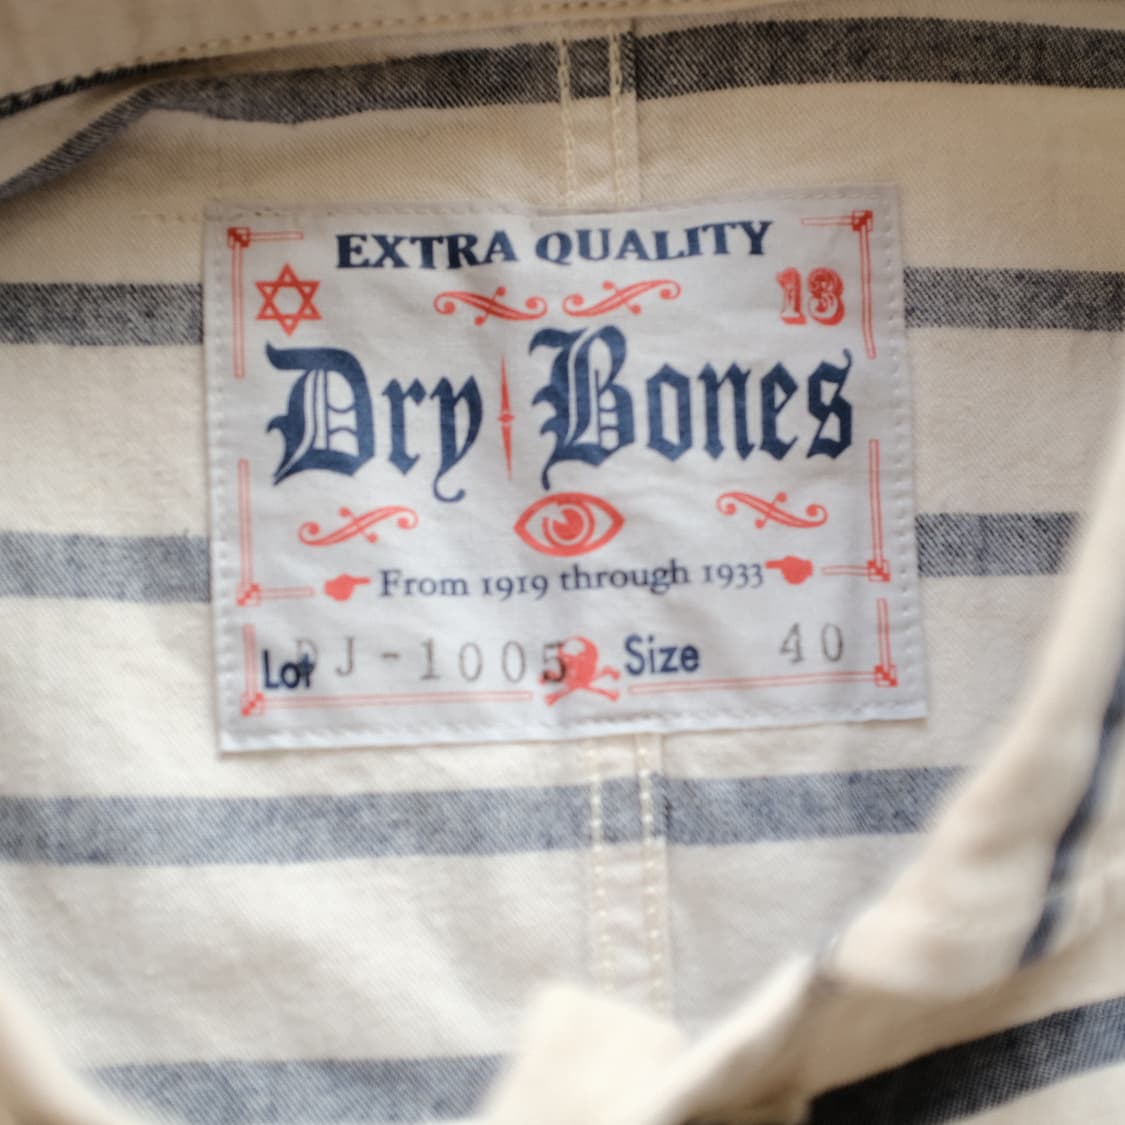 EXTRA QUALITY
13
Dry Bones
From 1919 through 1933
Lot DJ-1005 Size 40